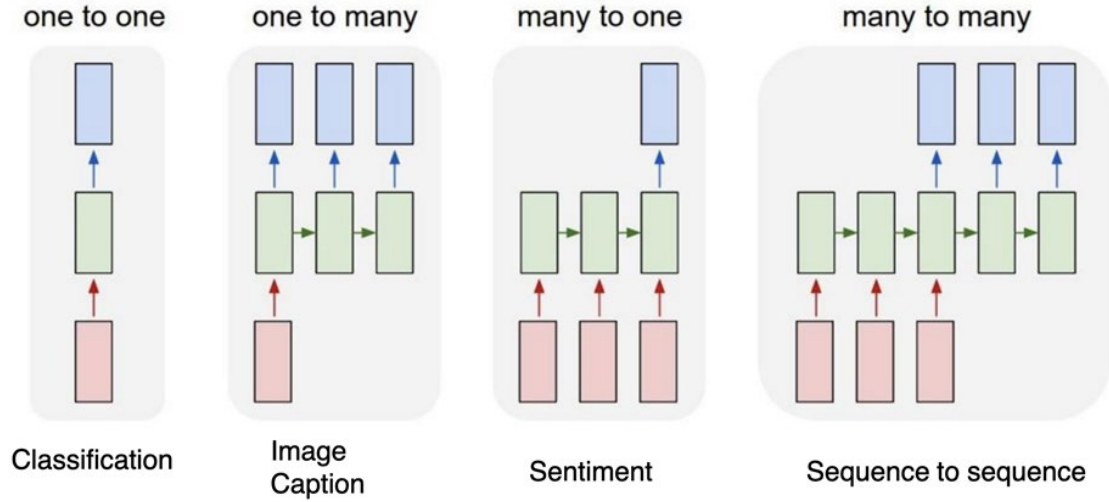 one to one
one to many
many to one
many to many
Classification
Image
Caption
Sentiment
Sequence to sequence